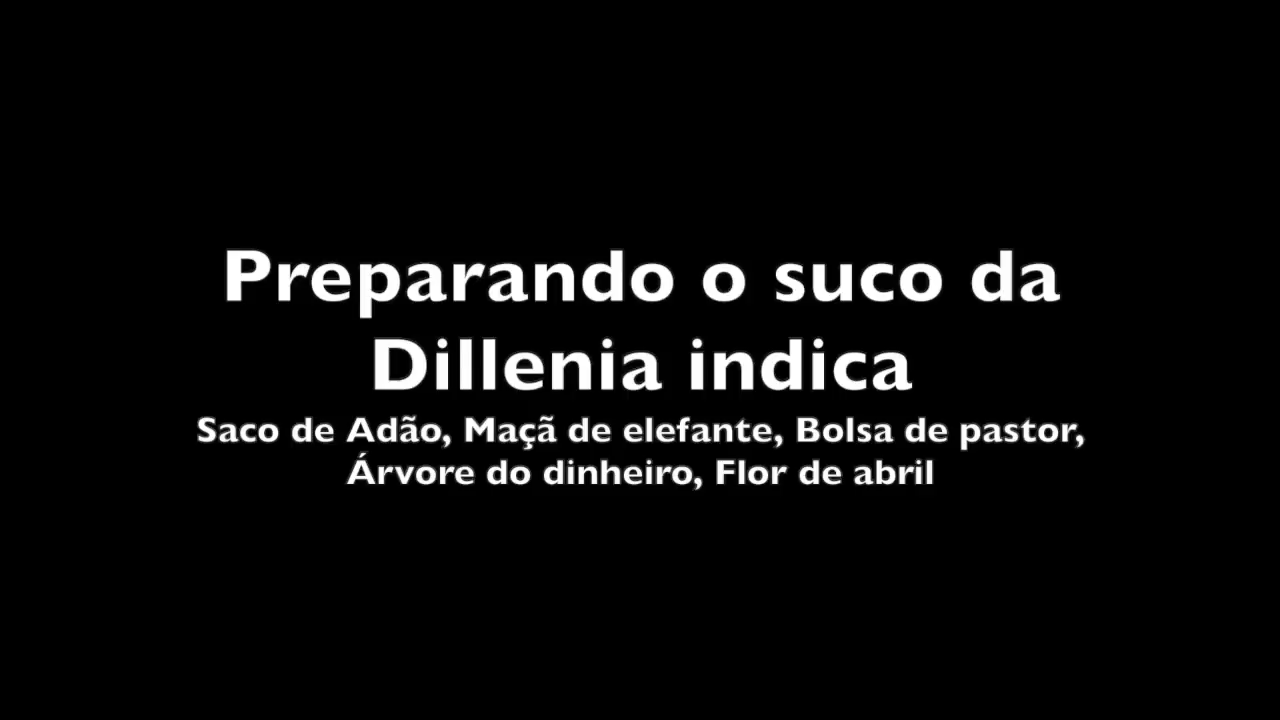 Preparando o suco da
Dillenia indica
Saco de Adão, Maçã de elefante, Bolsa de pastor,
Árvore do dinheiro, Flor de abril